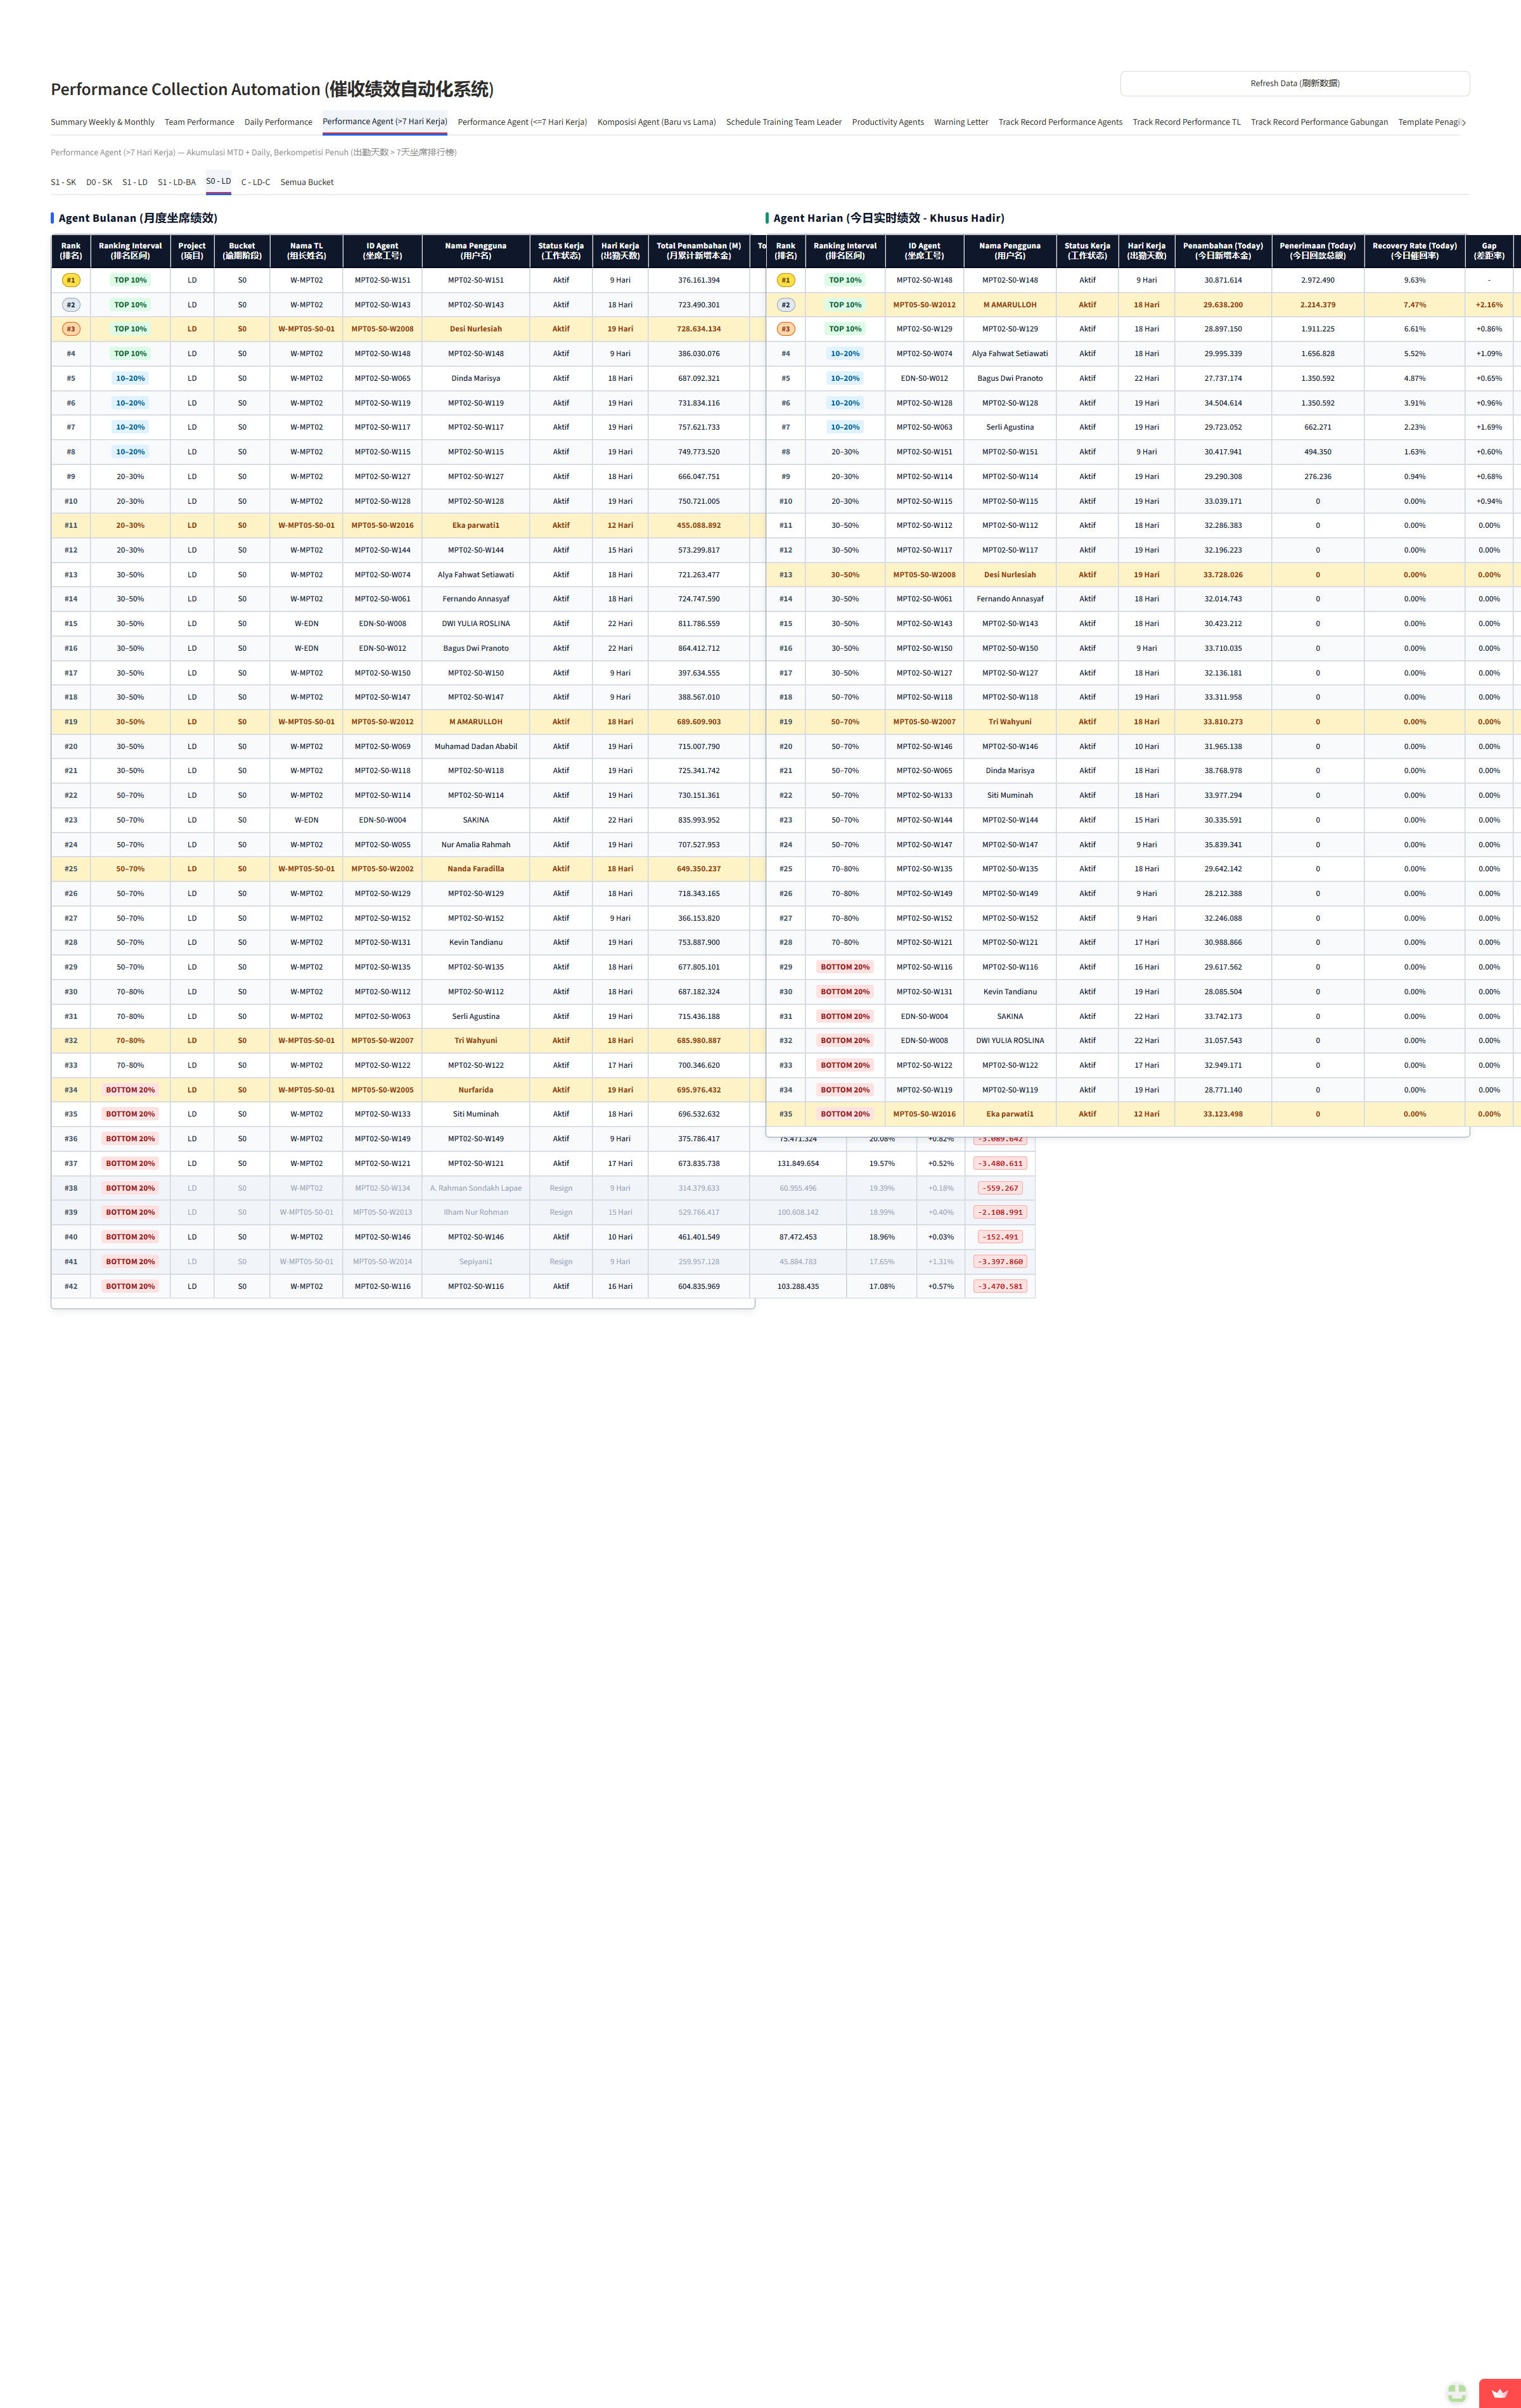 Performance Collection Automation (催收绩效自动化系统)
Refresh Data (刷新数据)
Summary Weekly & Monthly Team Performance Daily Performance Performance Agent (>7 Hari Kerja) Performance Agent (<=7 Hari Kerja) Komposisi Agent (Baru vs Lama) Schedule Training Team Leader Productivity Agents Warning Letter Track Record Performance Agents Track Record Performance TL Track Record Performance Gabungan Template Penagi
Performance Agent (>7 Hari Kerja) — Akumulasi MTD + Daily, Berkompetisi Penuh (出勤天数 > 7天坐席排行榜)
S1 - SK D0 - SK S1 - LD S1 - LD-BA S0 - LD C - LD-C Semua Bucket
Agent Bulanan (月度坐席绩效)
Rank Ranking Interval Project Bucket Nama TL ID Agent Nama Pengguna Status Kerja Hari Kerja Total Penambahan (M) To
(排名) (排名区间) (项目) (逾期阶段) (组长姓名) (坐席工号) (用户名) (工作状态) (出勤天数) (月累计新增本金)
#1 TOP 10% LD S0 W-MPT02 MPT02-S0-W151 MPT02-S0-W151 Aktif 9 Hari 376.161.394
#2 TOP 10% LD S0 W-MPT02 MPT02-S0-W143 MPT02-S0-W143 Aktif 18 Hari 723.490.301
#3 TOP 10% LD S0 W-MPT05-S0-01 MPT05-S0-W2008 Desi Nurlesiah Aktif 19 Hari 728.634.134
#4 TOP 10% LD S0 W-MPT02 MPT02-S0-W148 MPT02-S0-W148 Aktif 9 Hari 386.030.076
#5 10–20% LD S0 W-MPT02 MPT02-S0-W065 Dinda Marisya Aktif 18 Hari 687.092.321
#6 10–20% LD S0 W-MPT02 MPT02-S0-W119 MPT02-S0-W119 Aktif 19 Hari 731.834.116
#7 10–20% LD S0 W-MPT02 MPT02-S0-W117 MPT02-S0-W117 Aktif 19 Hari 757.621.733
#8 10–20% LD S0 W-MPT02 MPT02-S0-W115 MPT02-S0-W115 Aktif 19 Hari 749.773.520
#9 20–30% LD S0 W-MPT02 MPT02-S0-W127 MPT02-S0-W127 Aktif 18 Hari 666.047.751
#10 20–30% LD S0 W-MPT02 MPT02-S0-W128 MPT02-S0-W128 Aktif 19 Hari 750.721.005
#11 20–30% LD S0 W-MPT05-S0-01 MPT05-S0-W2016 Eka parwati1 Aktif 12 Hari 455.088.892
#12 20–30% LD S0 W-MPT02 MPT02-S0-W144 MPT02-S0-W144 Aktif 15 Hari 573.299.817
#13 30–50% LD S0 W-MPT02 MPT02-S0-W074 Alya Fahwat Setiawati Aktif 18 Hari 721.263.477
#14 30–50% LD S0 W-MPT02 MPT02-S0-W061 Fernando Annasyaf Aktif 18 Hari 724.747.590
#15 30–50% LD S0 W-EDN EDN-S0-W008 DWI YULIA ROSLINA Aktif 22 Hari 811.786.559
#16 30–50% LD S0 W-EDN EDN-S0-W012 Bagus Dwi Pranoto Aktif 22 Hari 864.412.712
#17 30–50% LD S0 W-MPT02 MPT02-S0-W150 MPT02-S0-W150 Aktif 9 Hari 397.634.555
#18 30–50% LD S0 W-MPT02 MPT02-S0-W147 MPT02-S0-W147 Aktif 9 Hari 388.567.010
#19 30–50% LD S0 W-MPT05-S0-01 MPT05-S0-W2012 M AMARULLOH Aktif 18 Hari 689.609.903
#20 30–50% LD S0 W-MPT02 MPT02-S0-W069 Muhamad Dadan Ababil Aktif 19 Hari 715.007.790
#21 30–50% LD S0 W-MPT02 MPT02-S0-W118 MPT02-S0-W118 Aktif 19 Hari 725.341.742
#22 50–70% LD S0 W-MPT02 MPT02-S0-W114 MPT02-S0-W114 Aktif 19 Hari 730.151.361
#23 50–70% LD S0 W-EDN EDN-S0-W004 SAKINA Aktif 22 Hari 835.993.952
#24 50–70% LD S0 W-MPT02 MPT02-S0-W055 Nur Amalia Rahmah Aktif 19 Hari 707.527.953
#25 50–70% LD S0 W-MPT05-S0-01 MPT05-S0-W2002 Nanda Faradilla Aktif 18 Hari 649.350.237
#26 50–70% LD S0 W-MPT02 MPT02-S0-W129 MPT02-S0-W129 Aktif 18 Hari 718.343.165
#27 50–70% LD S0 W-MPT02 MPT02-S0-W152 MPT02-S0-W152 Aktif 9 Hari 366.153.820
#28 50–70% LD S0 W-MPT02 MPT02-S0-W131 Kevin Tandianu Aktif 19 Hari 753.887.900
#29 50–70% LD S0 W-MPT02 MPT02-S0-W135 MPT02-S0-W135 Aktif 18 Hari 677.805.101
#30 70–80% LD S0 W-MPT02 MPT02-S0-W112 MPT02-S0-W112 Aktif 18 Hari 687.182.324
#31 70–80% LD S0 W-MPT02 MPT02-S0-W063 Serli Agustina Aktif 19 Hari 715.436.188
#32 70–80% LD S0 W-MPT05-S0-01 MPT05-S0-W2007 Tri Wahyuni Aktif 18 Hari 685.980.887
#33 70–80% LD S0 W-MPT02 MPT02-S0-W122 MPT02-S0-W122 Aktif 17 Hari 700.346.620
#34 BOTTOM 20% LD S0 W-MPT05-S0-01 MPT05-S0-W2005 Nurfarida Aktif 19 Hari 695.976.432
#35 BOTTOM 20% LD S0 W-MPT02 MPT02-S0-W133 Siti Muminah Aktif 18 Hari 696.532.632
#36 BOTTOM 20% LD S0 W-MPT02 MPT02-S0-W149 MPT02-S0-W149 Aktif 9 Hari 375.786.417 75.471.324 20.08% +0.82% -3.089.642
#37 BOTTOM 20% LD S0 W-MPT02 MPT02-S0-W121 MPT02-S0-W121 Aktif 17 Hari 673.835.738 131.849.654 19.57% +0.52% -3.480.611
#38 BOTTOM 20% LD S0 W-MPT02 MPT02-S0-W134 A. Rahman Sondakh Lapae Resign 9 Hari 314.379.633 60.955.496 19.39% +0.18% -559.267
#39 BOTTOM 20% LD S0 W-MPT05-S0-01 MPT05-S0-W2013 Ilham Nur Rohman Resign 15 Hari 529.766.417 100.608.142 18.99% +0.40% -2.108.991
#40 BOTTOM 20% LD S0 W-MPT02 MPT02-S0-W146 MPT02-S0-W146 Aktif 10 Hari 461.401.549 87.472.453 18.96% +0.03% -152.491
#41 BOTTOM 20% LD S0 W-MPT05-S0-01 MPT05-S0-W2014 Sepiyani1 Resign 9 Hari 259.957.128 45.884.783 17.65% +1.31% -3.397.860
#42 BOTTOM 20% LD S0 W-MPT02 MPT02-S0-W116 MPT02-S0-W116 Aktif 16 Hari 604.835.969 103.288.435 17.08% +0.57% -3.470.581
Agent Harian (今日实时绩效 - Khusus Hadir)
Rank Ranking Interval ID Agent Nama Pengguna Status Kerja Hari Kerja Penambahan (Today) Penerimaan (Today) Recovery Rate (Today) Gap
(排名) (排名区间) (坐席工号) (用户名) (工作状态) (出勤天数) (今日新增本金) (今日回款总额) (今日催回率) (差距率)
#1 TOP 10% MPT02-S0-W148 MPT02-S0-W148 Aktif 9 Hari 30.871.614 2.972.490 9.63% -
#2 TOP 10% MPT05-S0-W2012 M AMARULLOH Aktif 18 Hari 29.638.200 2.214.379 7.47% +2.16%
#3 TOP 10% MPT02-S0-W129 MPT02-S0-W129 Aktif 18 Hari 28.897.150 1.911.225 6.61% +0.86%
#4 10–20% MPT02-S0-W074 Alya Fahwat Setiawati Aktif 18 Hari 29.995.339 1.656.828 5.52% +1.09%
#5 10–20% EDN-S0-W012 Bagus Dwi Pranoto Aktif 22 Hari 27.737.174 1.350.592 4.87% +0.65%
#6 10–20% MPT02-S0-W128 MPT02-S0-W128 Aktif 19 Hari 34.504.614 1.350.592 3.91% +0.96%
#7 10–20% MPT02-S0-W063 Serli Agustina Aktif 19 Hari 29.723.052 662.271 2.23% +1.69%
#8 20–30% MPT02-S0-W151 MPT02-S0-W151 Aktif 9 Hari 30.417.941 494.350 1.63% +0.60%
#9 20–30% MPT02-S0-W114 MPT02-S0-W114 Aktif 19 Hari 29.290.308 276.236 0.94% +0.68%
#10 20–30% MPT02-S0-W115 MPT02-S0-W115 Aktif 19 Hari 33.039.171 0 0.00% +0.94%
#11 30–50% MPT02-S0-W112 MPT02-S0-W112 Aktif 18 Hari 32.286.383 0 0.00% 0.00%
#12 30–50% MPT02-S0-W117 MPT02-S0-W117 Aktif 19 Hari 32.196.223 0 0.00% 0.00%
#13 30–50% MPT05-S0-W2008 Desi Nurlesiah Aktif 19 Hari 33.728.026 0 0.00% 0.00%
#14 30–50% MPT02-S0-W061 Fernando Annasyaf Aktif 18 Hari 32.014.743 0 0.00% 0.00%
#15 30–50% MPT02-S0-W143 MPT02-S0-W143 Aktif 18 Hari 30.423.212 0 0.00% 0.00%
#16 30–50% MPT02-S0-W150 MPT02-S0-W150 Aktif 9 Hari 33.710.035 0 0.00% 0.00%
#17 30–50% MPT02-S0-W127 MPT02-S0-W127 Aktif 18 Hari 32.136.181 0 0.00% 0.00%
#18 50–70% MPT02-S0-W118 MPT02-S0-W118 Aktif 19 Hari 33.311.958 0 0.00% 0.00%
#19 50–70% MPT05-S0-W2007 Tri Wahyuni Aktif 18 Hari 33.810.273 0 0.00% 0.00%
#20 50–70% MPT02-S0-W146 MPT02-S0-W146 Aktif 10 Hari 31.965.138 0 0.00% 0.00%
#21 50–70% MPT02-S0-W065 Dinda Marisya Aktif 18 Hari 38.768.978 0 0.00% 0.00%
#22 50–70% MPT02-S0-W133 Siti Muminah Aktif 18 Hari 33.977.294 0 0.00% 0.00%
#23 50–70% MPT02-S0-W144 MPT02-S0-W144 Aktif 15 Hari 30.335.591 0 0.00% 0.00%
#24 50–70% MPT02-S0-W147 MPT02-S0-W147 Aktif 9 Hari 35.839.341 0 0.00% 0.00%
#25 70–80% MPT02-S0-W135 MPT02-S0-W135 Aktif 18 Hari 29.642.142 0 0.00% 0.00%
#26 70–80% MPT02-S0-W149 MPT02-S0-W149 Aktif 9 Hari 28.212.388 0 0.00% 0.00%
#27 70–80% MPT02-S0-W152 MPT02-S0-W152 Aktif 9 Hari 32.246.088 0 0.00% 0.00%
#28 70–80% MPT02-S0-W121 MPT02-S0-W121 Aktif 17 Hari 30.988.866 0 0.00% 0.00%
#29 BOTTOM 20% MPT02-S0-W116 MPT02-S0-W116 Aktif 16 Hari 29.617.562 0 0.00% 0.00%
#30 BOTTOM 20% MPT02-S0-W131 Kevin Tandianu Aktif 19 Hari 28.085.504 0 0.00% 0.00%
#31 BOTTOM 20% EDN-S0-W004 SAKINA Aktif 22 Hari 33.742.173 0 0.00% 0.00%
#32 BOTTOM 20% EDN-S0-W008 DWI YULIA ROSLINA Aktif 22 Hari 31.057.543 0 0.00% 0.00%
#33 BOTTOM 20% MPT02-S0-W122 MPT02-S0-W122 Aktif 17 Hari 32.949.171 0 0.00% 0.00%
#34 BOTTOM 20% MPT02-S0-W119 MPT02-S0-W119 Aktif 19 Hari 28.771.140 0 0.00% 0.00%
#35 BOTTOM 20% MPT05-S0-W2016 Eka parwati1 Aktif 12 Hari 33.123.498 0 0.00% 0.00%